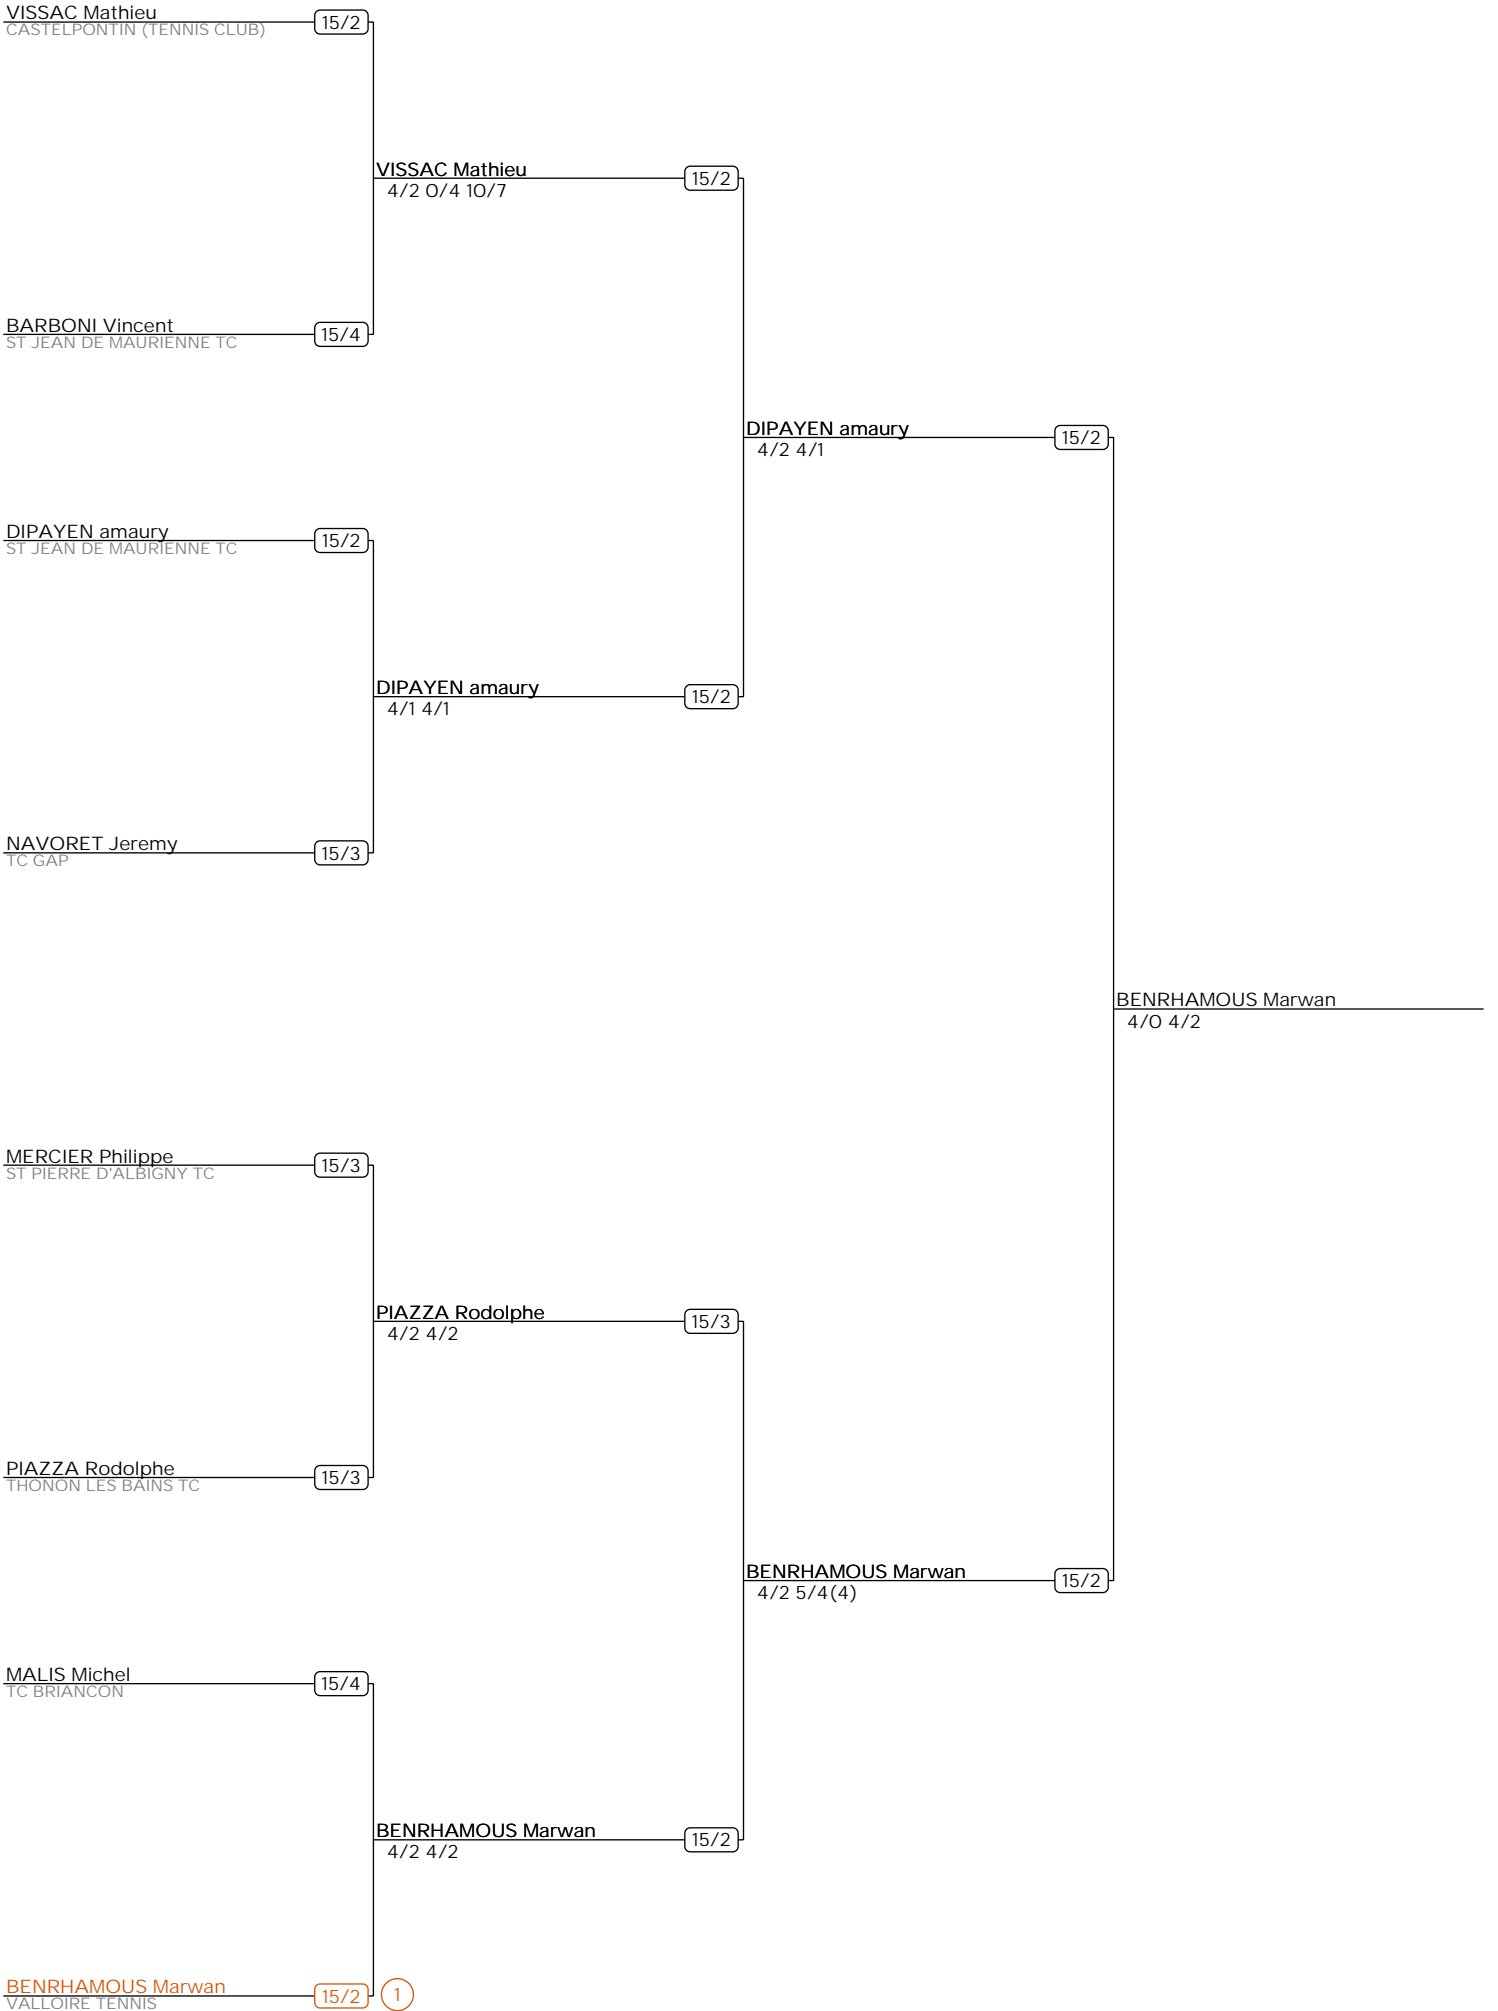 VISSAC Mathieu 15/2
CASTELPONTIN (TENNIS CLUB)
VISSAC Mathieu 15/2
4/2 0/4 10/7
BARBONI Vincent 15/4
ST JEAN DE MAURIENNE TC
DIPAYEN amaury 15/2
4/2 4/1
DIPAYEN amaury 15/2
ST JEAN DE MAURIENNE TC
DIPAYEN amaury 15/2
4/1 4/1
NAVORET Jeremy 15/3
TC GAP
BENRHAMOUS Marwan
4/0 4/2
MERCIER Philippe 15/3
ST PIERRE D'ALBIGNY TC
PIAZZA Rodolphe 15/3
4/2 4/2
PIAZZA Rodolphe 15/3
THONON LES BAINS TC
BENRHAMOUS Marwan 15/2
4/2 5/4(4)
MALIS Michel 15/4
TC BRIANCON
BENRHAMOUS Marwan 15/2
4/2 4/2
BENRHAMOUS Marwan 15/2 1
VALLOIRE TENNIS